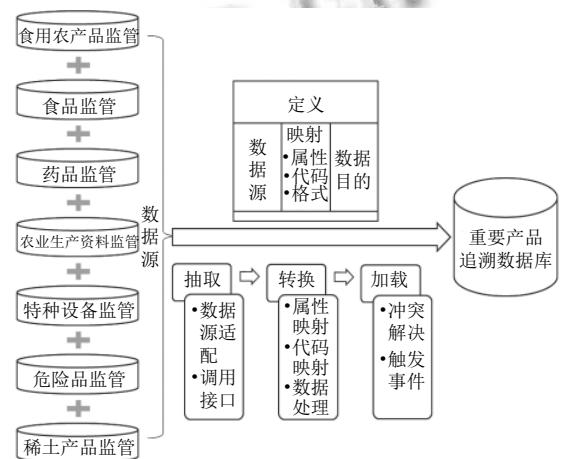 食用农产品监管
食品监管
药品监管
农业生产资料监管
特种设备监管
危险品监管
稀土产品监管
数
据
源
定义
数
据
源
映射
•属性
•代码
•格式
数据
目的
抽取
•数据
源适
配
•调用
接口
转换
•属性
映射
•代码
映射
•数据
处理
加载
•冲突
解决
•触发
事件
重要产品
追溯数据库